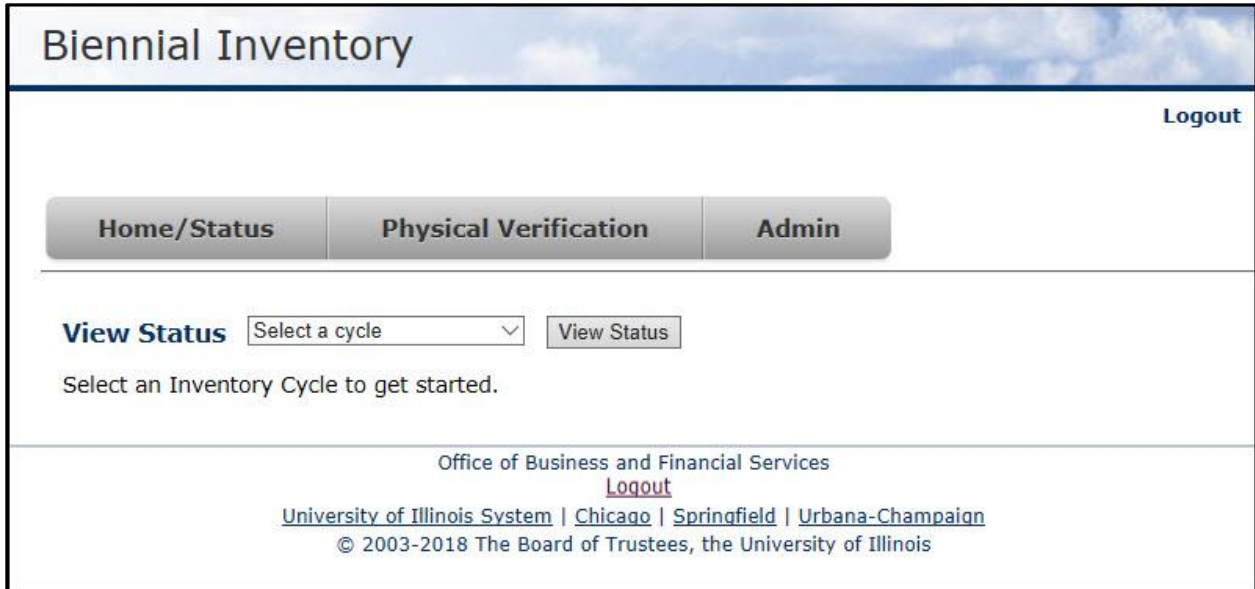 Biennial Inventory
Logout
Home/Status Physical Verification Admin
View Status Select a cycle View Status
Select an Inventory Cycle to get started.
Office of Business and Financial Services
Logout
University of Illinois System | Chicago | Springfield | Urbana-Champaign
© 2003-2018 The Board of Trustees, the University of Illinois